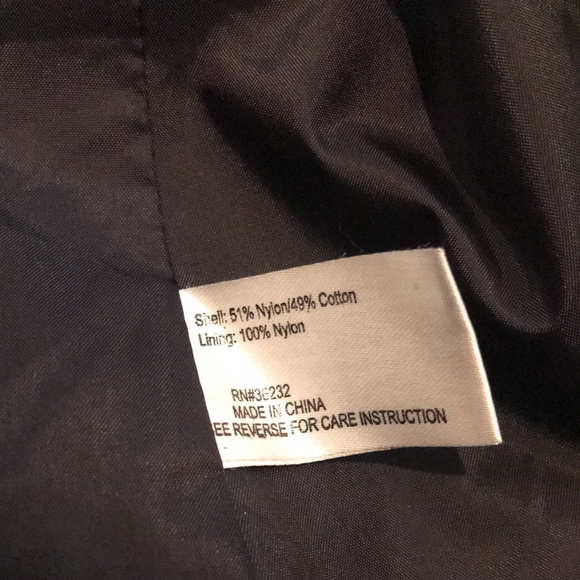 Shell: 51% Nylon/49% Cotton
Lining: 100% Nylon
RN#36232
MADE IN CHINA
EE REVERSE FOR CARE INSTRUCTION